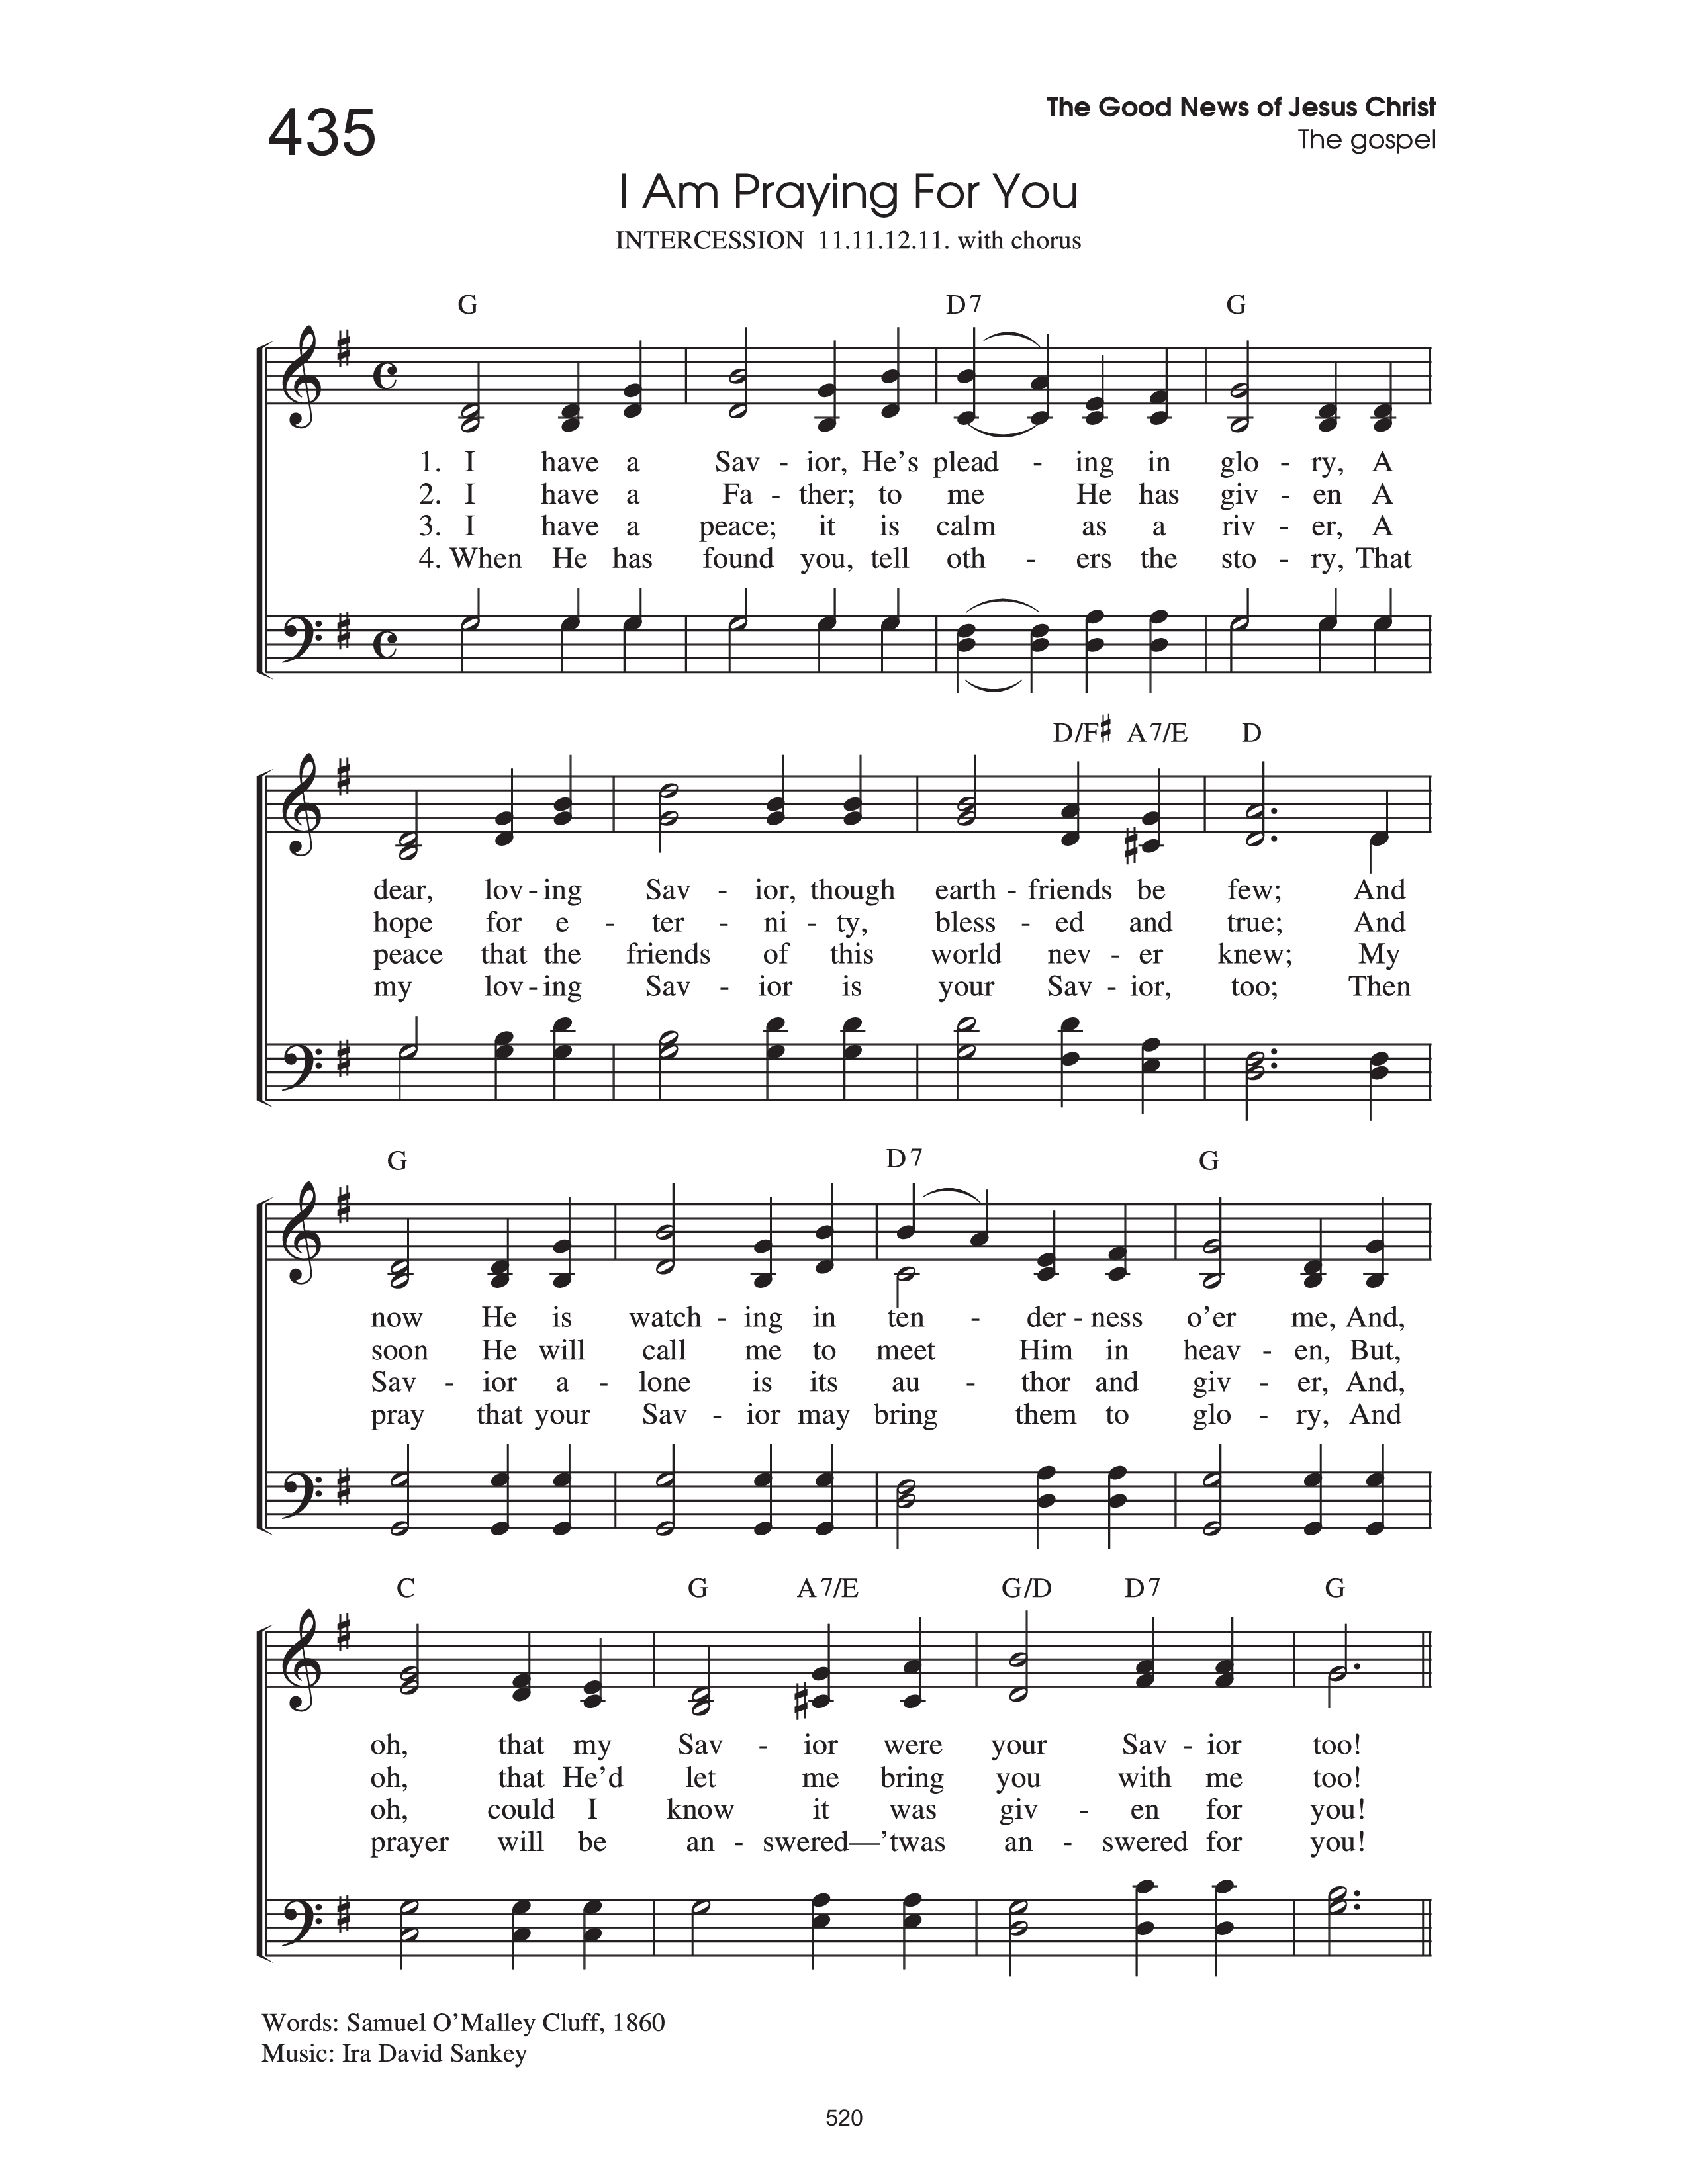 435
The Good News of Jesus Christ
The gospel
I Am Praying For You
INTERCESSION 11.11.12.11. with chorus
G D7 G
1. I have a Sav - ior, He's plead - ing in glo - ry, A
2. I have a Fa - ther; to me He has giv - en A
3. I have a peace; it is calm as a riv - er, A
4. When He has found you, tell oth - ers the sto - ry, That
D/F♯ A7/E D
dear, lov - ing Sav - ior, though earth - friends be few; And
hope for e - ter - ni - ty, bless - ed and true; And
peace that the friends of this world nev - er knew; My
my lov - ing Sav - ior is your Sav - ior, too; Then
G D7 G
now He is watch - ing in ten - der - ness o'er me, And,
soon He will call me to meet Him in heav - en, But,
Sav - ior a - lone is its au - thor and giv - er, And,
pray that your Sav - ior may bring them to glo - ry, And
C G A7/E G/D D7 G
oh, that my Sav - ior were your Sav - ior too!
oh, that He'd let me bring you with me too!
oh, could I know it was giv - en for you!
prayer will be an - swered—'twas an - swered for you!
Words: Samuel O'Malley Cluff, 1860
Music: Ira David Sankey
520